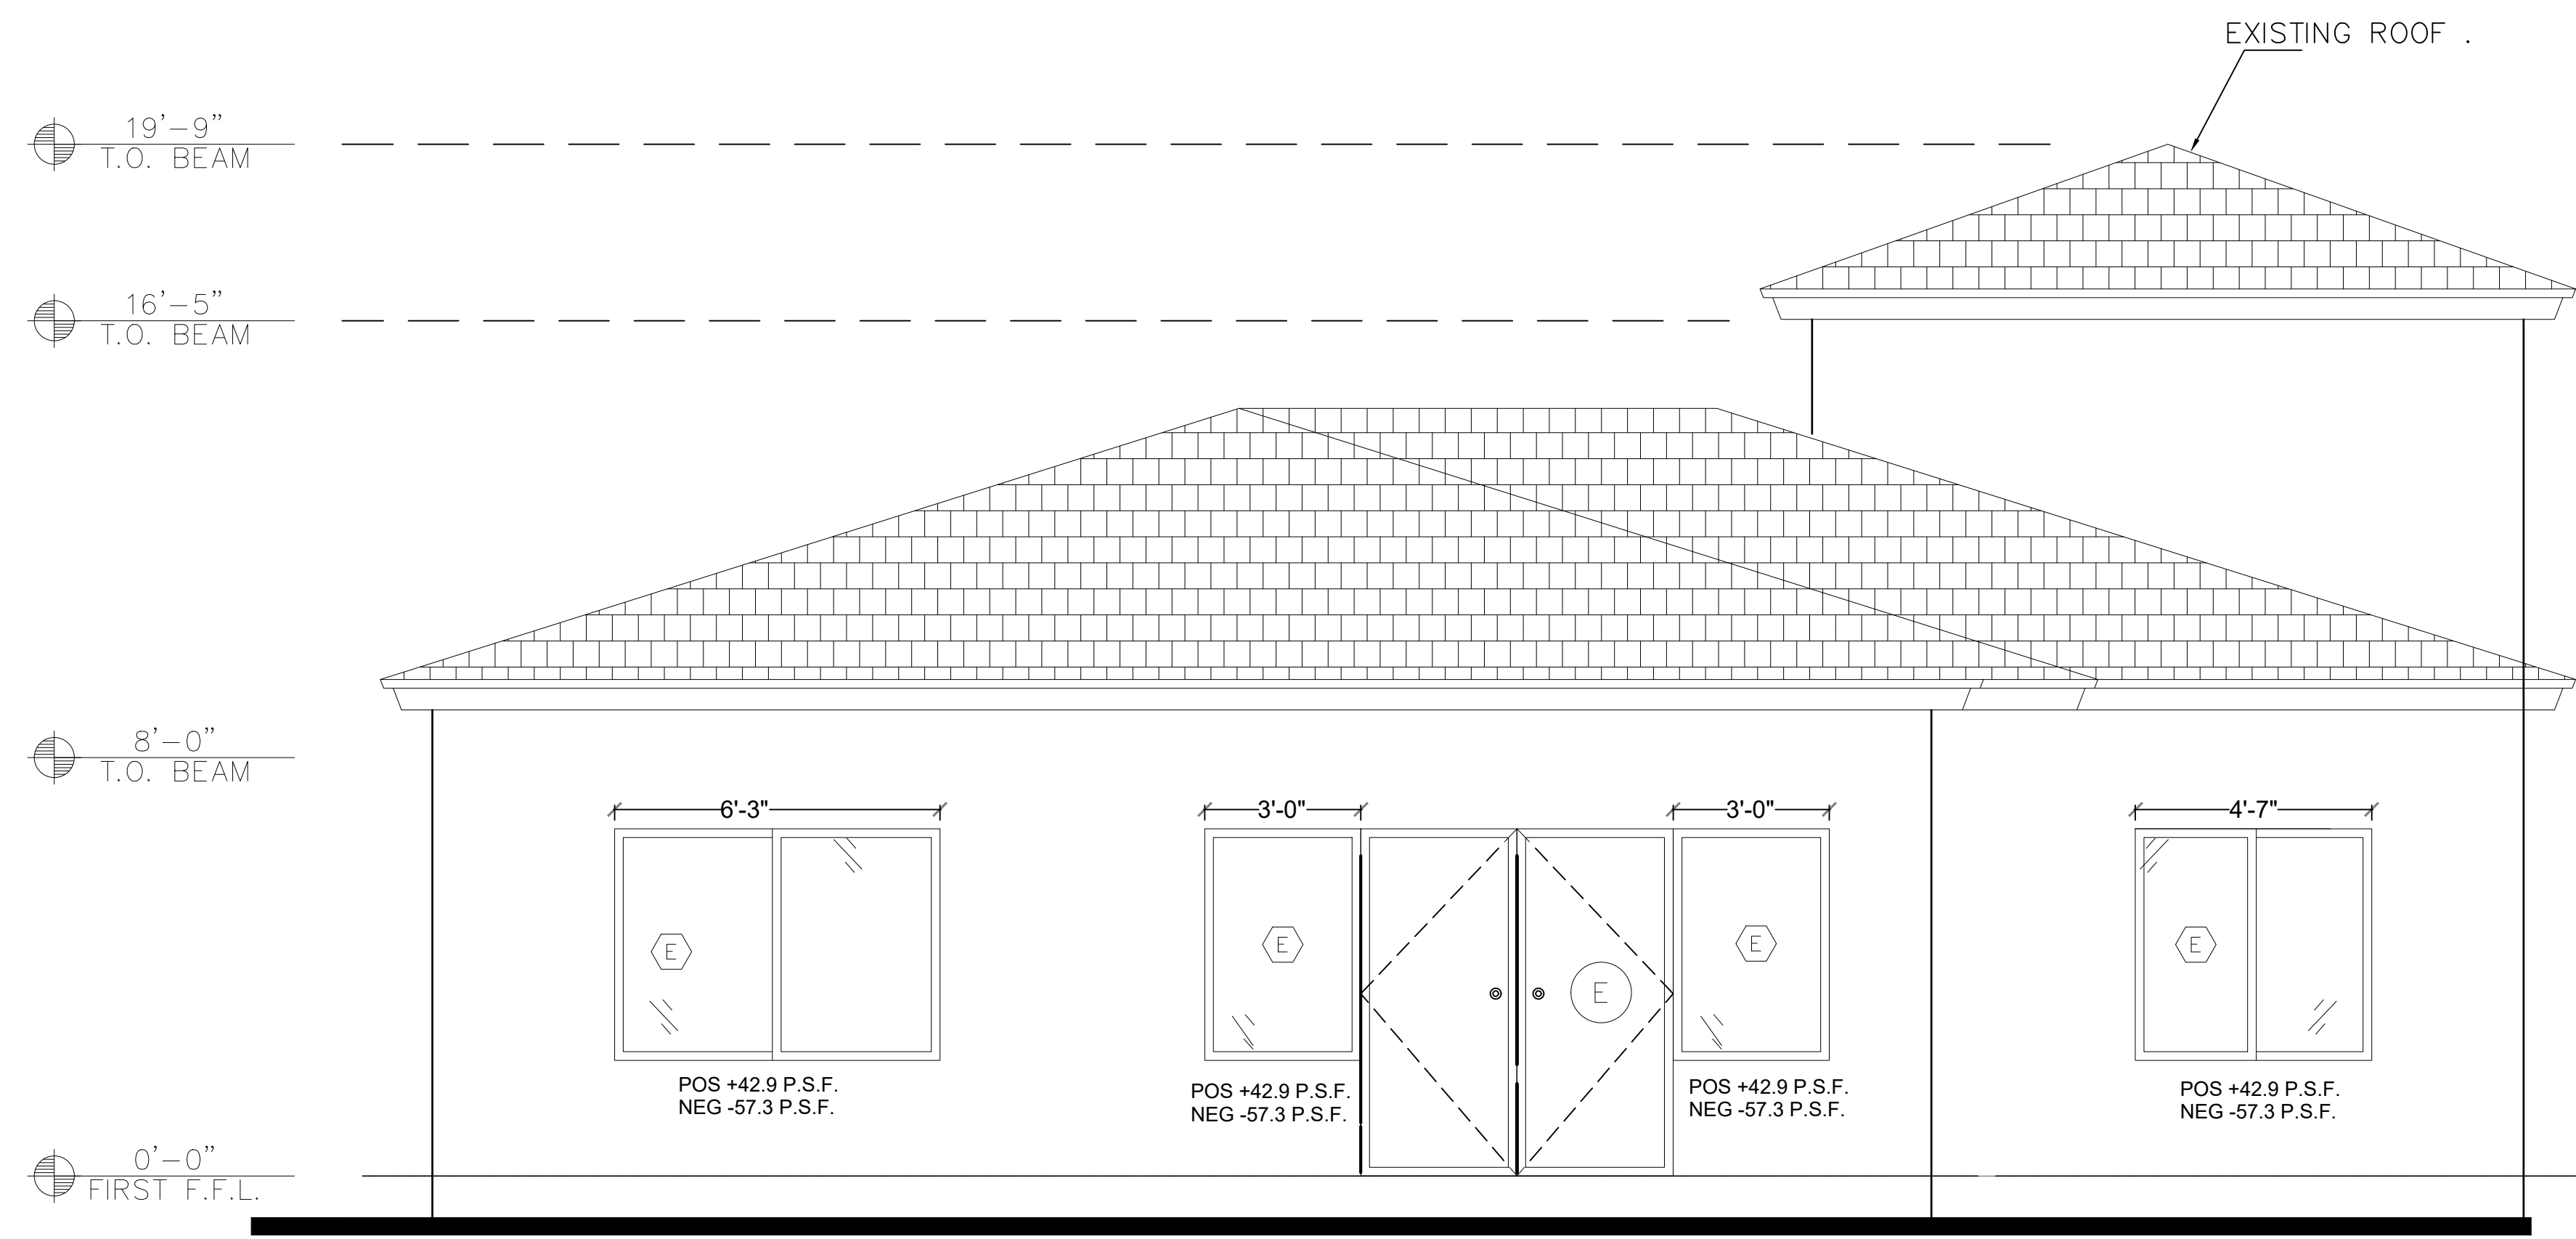 EXISTING ROOF .
19'-9"
T.O. BEAM
16'-5"
T.O. BEAM
8'-0"
T.O. BEAM
6'-3"
3'-0"
3'-0"
4'-7"
E
E
E
E
E
POS +42.9 P.S.F.
NEG -57.3 P.S.F.
POS +42.9 P.S.F.
NEG -57.3 P.S.F.
POS +42.9 P.S.F.
NEG -57.3 P.S.F.
POS +42.9 P.S.F.
NEG -57.3 P.S.F.
0'-0"
FIRST F.F.L.